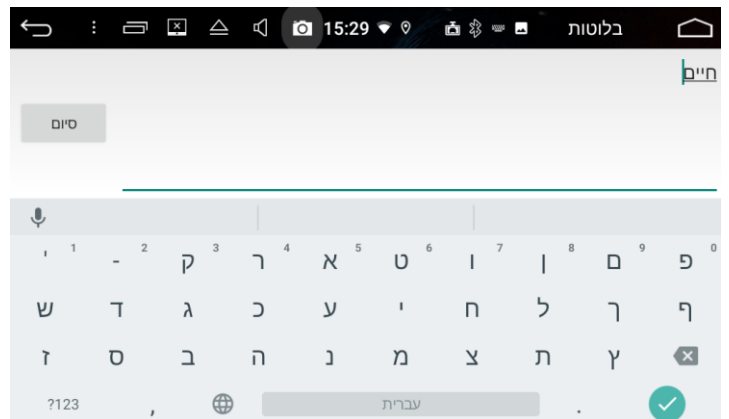 15:29 בלוטות
חיים
סיום
' 1 - 2 ק 3 ר 4 א 5 ט 6 ו 7 ן 8 ם 9 פ 0
ש ד ג כ ע י ח ל ך ף
ז ס ב ה נ מ צ ת ץ
?123 , עברית .